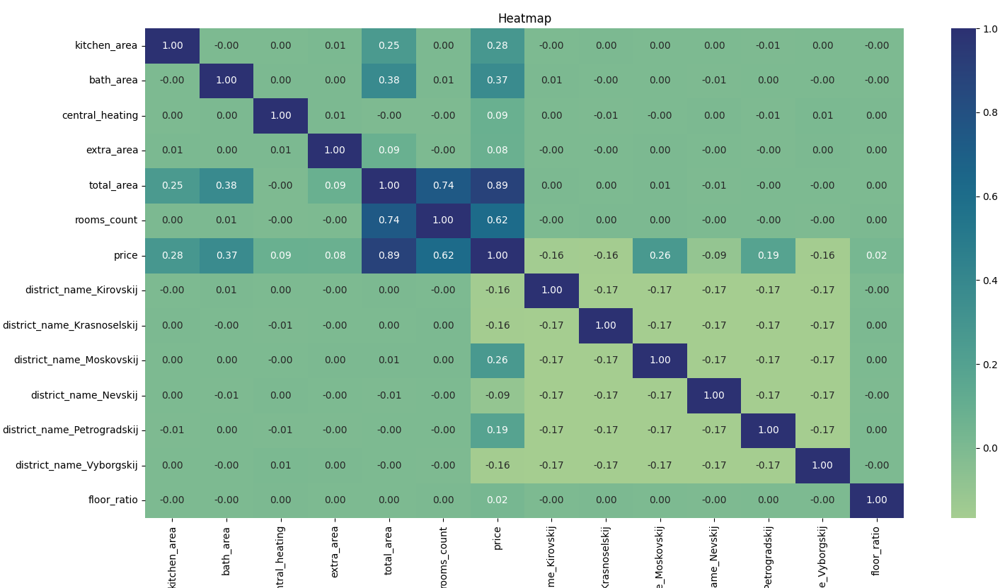 Heatmap
kitchen_area 1.00 -0.00 0.00 0.01 0.25 0.00 0.28 -0.00 0.00 0.00 0.00 -0.01 0.00 -0.00
bath_area -0.00 1.00 0.00 0.00 0.38 0.01 0.37 0.01 -0.00 0.00 -0.01 0.00 -0.00 -0.00
central_heating 0.00 0.00 1.00 0.01 -0.00 -0.00 0.09 0.00 -0.01 -0.00 0.00 -0.01 0.01 0.00
extra_area 0.01 0.00 0.01 1.00 0.09 -0.00 0.08 -0.00 -0.00 0.00 -0.00 -0.00 0.00 0.00
total_area 0.25 0.38 -0.00 0.09 1.00 0.74 0.89 0.00 0.00 0.01 -0.01 -0.00 -0.00 0.00
rooms_count 0.00 0.01 -0.00 -0.00 0.74 1.00 0.62 -0.00 0.00 0.00 -0.00 -0.00 -0.00 0.00
price 0.28 0.37 0.09 0.08 0.89 0.62 1.00 -0.16 -0.16 0.26 -0.09 0.19 -0.16 0.02
district_name_Kirovskij -0.00 0.01 0.00 -0.00 0.00 -0.00 -0.16 1.00 -0.17 -0.17 -0.17 -0.17 -0.17 -0.00
district_name_Krasnoselskij 0.00 -0.00 -0.01 -0.00 0.00 0.00 -0.16 -0.17 1.00 -0.17 -0.17 -0.17 -0.17 0.00
district_name_Moskovskij 0.00 0.00 -0.00 0.00 0.01 0.00 0.26 -0.17 -0.17 1.00 -0.17 -0.17 -0.17 0.00
district_name_Nevskij 0.00 -0.01 0.00 -0.00 -0.01 -0.00 -0.09 -0.17 -0.17 -0.17 1.00 -0.17 -0.17 -0.00
district_name_Petrogradskij -0.01 0.00 -0.01 -0.00 -0.00 -0.00 0.19 -0.17 -0.17 -0.17 -0.17 1.00 -0.17 0.00
district_name_Vyborgskij 0.00 -0.00 0.01 0.00 -0.00 -0.00 -0.16 -0.17 -0.17 -0.17 -0.17 -0.17 1.00 -0.00
floor_ratio -0.00 -0.00 0.00 0.00 0.00 0.00 0.02 -0.00 0.00 0.00 -0.00 0.00 -0.00 1.00
kitchen_area
bath_area
ntral_heating
extra_area
total_area
rooms_count
price
me_Kirovskij
Krasnoselskij
e_Moskovskij
ame_Nevskij
Petrogradskij
e_Vyborgskij
floor_ratio
1.0
0.8
0.6
0.4
0.2
0.0